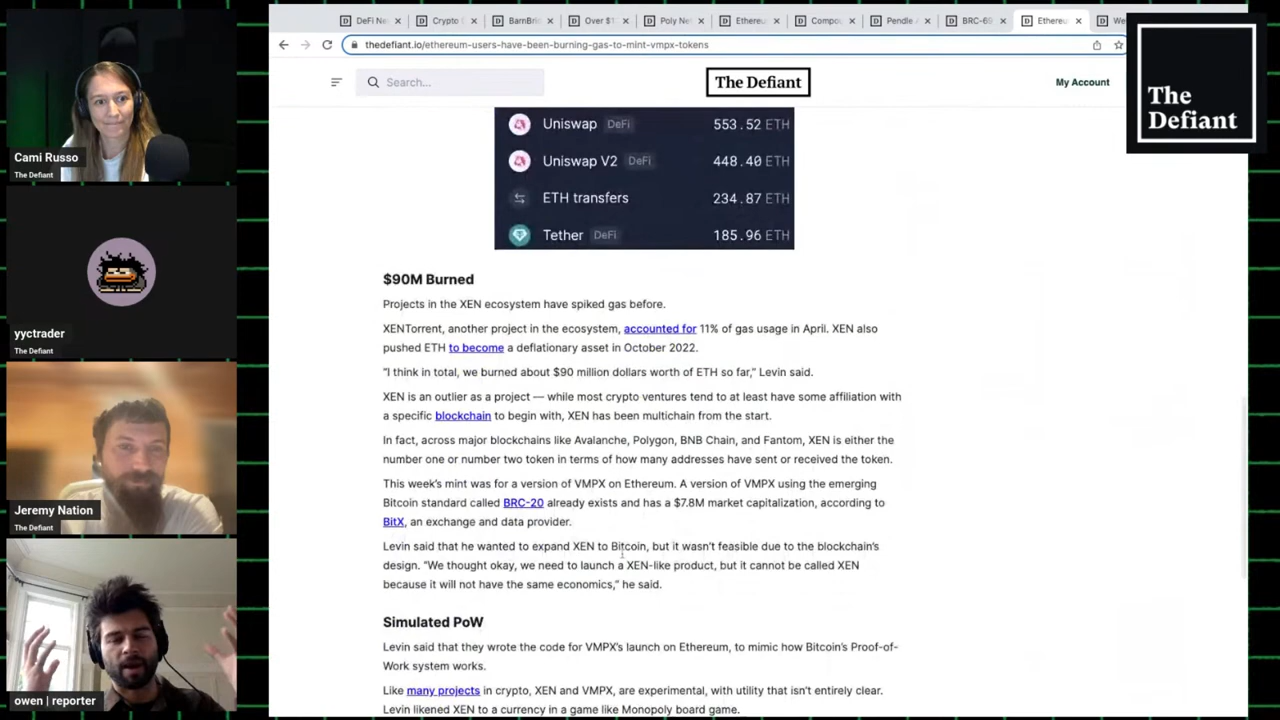 DeFi Ne
Crypto
BarnBri
Over $1
Poly Net
Ethereu
Compou
Pendle
BRC-69
Ethereu
We
thedefiant.io/ethereum-users-have-been-burning-gas-to-mint-vmpx-tokens
Search...
The Defiant
My Account
The
Defiant
Uniswap DeFi 553.52 ETH
Uniswap V2 DeFi 448.40 ETH
ETH transfers 234.87 ETH
Tether DeFi 185.96 ETH
$90M Burned
Projects in the XEN ecosystem have spiked gas before.
XENTorrent, another project in the ecosystem, accounted for 11% of gas usage in April. XEN also
pushed ETH to become a deflationary asset in October 2022.
“I think in total, we burned about $90 million dollars worth of ETH so far,” Levin said.
XEN is an outlier as a project — while most crypto ventures tend to at least have some affiliation with
a specific blockchain to begin with, XEN has been multichain from the start.
In fact, across major blockchains like Avalanche, Polygon, BNB Chain, and Fantom, XEN is either the
number one or number two token in terms of how many addresses have sent or received the token.
This week’s mint was for a version of VMPX on Ethereum. A version of VMPX using the emerging
Bitcoin standard called BRC-20 already exists and has a $7.8M market capitalization, according to
BitX, an exchange and data provider.
Levin said that he wanted to expand XEN to Bitcoin, but it wasn’t feasible due to the blockchain’s
design. “We thought okay, we need to launch a XEN-like product, but it cannot be called XEN
because it will not have the same economics,” he said.
Simulated PoW
Levin said that they wrote the code for VMPX’s launch on Ethereum, to mimic how Bitcoin’s Proof-of-
Work system works.
Like many projects in crypto, XEN and VMPX, are experimental, with utility that isn’t entirely clear.
Levin likened XEN to a currency in a game like Monopoly board game.
Cami Russo
The Defiant
yyctrader
The Defiant
Jeremy Nation
The Defiant
owen | reporter